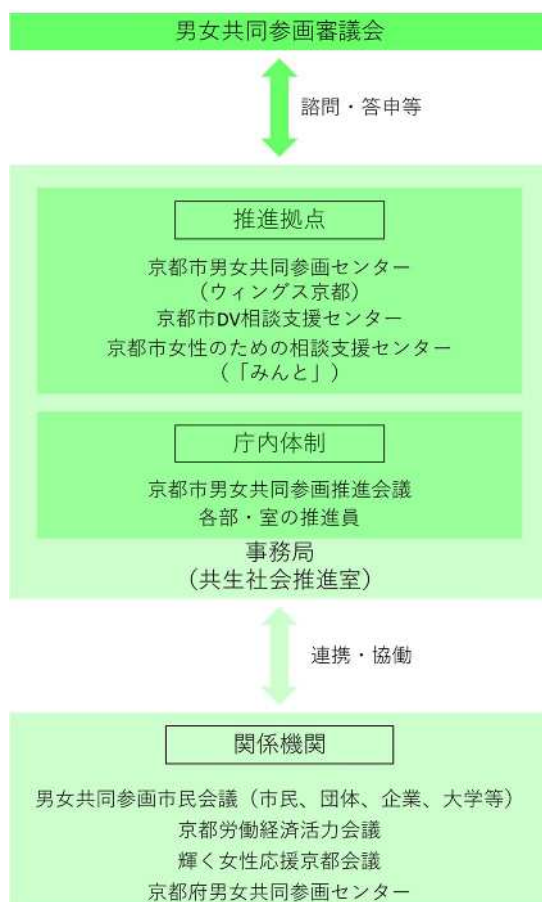 男女共同参画審議会
諮問・答申等
推進拠点
京都市男女共同参画センター
（ウィングス京都）
京都市DV相談支援センター
京都市女性のための相談支援センター
（「みんと」）
庁内体制
京都市男女共同参画推進会議
各部・室の推進員
事務局
（共生社会推進室）
連携・協働
関係機関
男女共同参画市民会議（市民、団体、企業、大学等）
京都労働経済活力会議
輝く女性応援京都会議
京都府男女共同参画センター